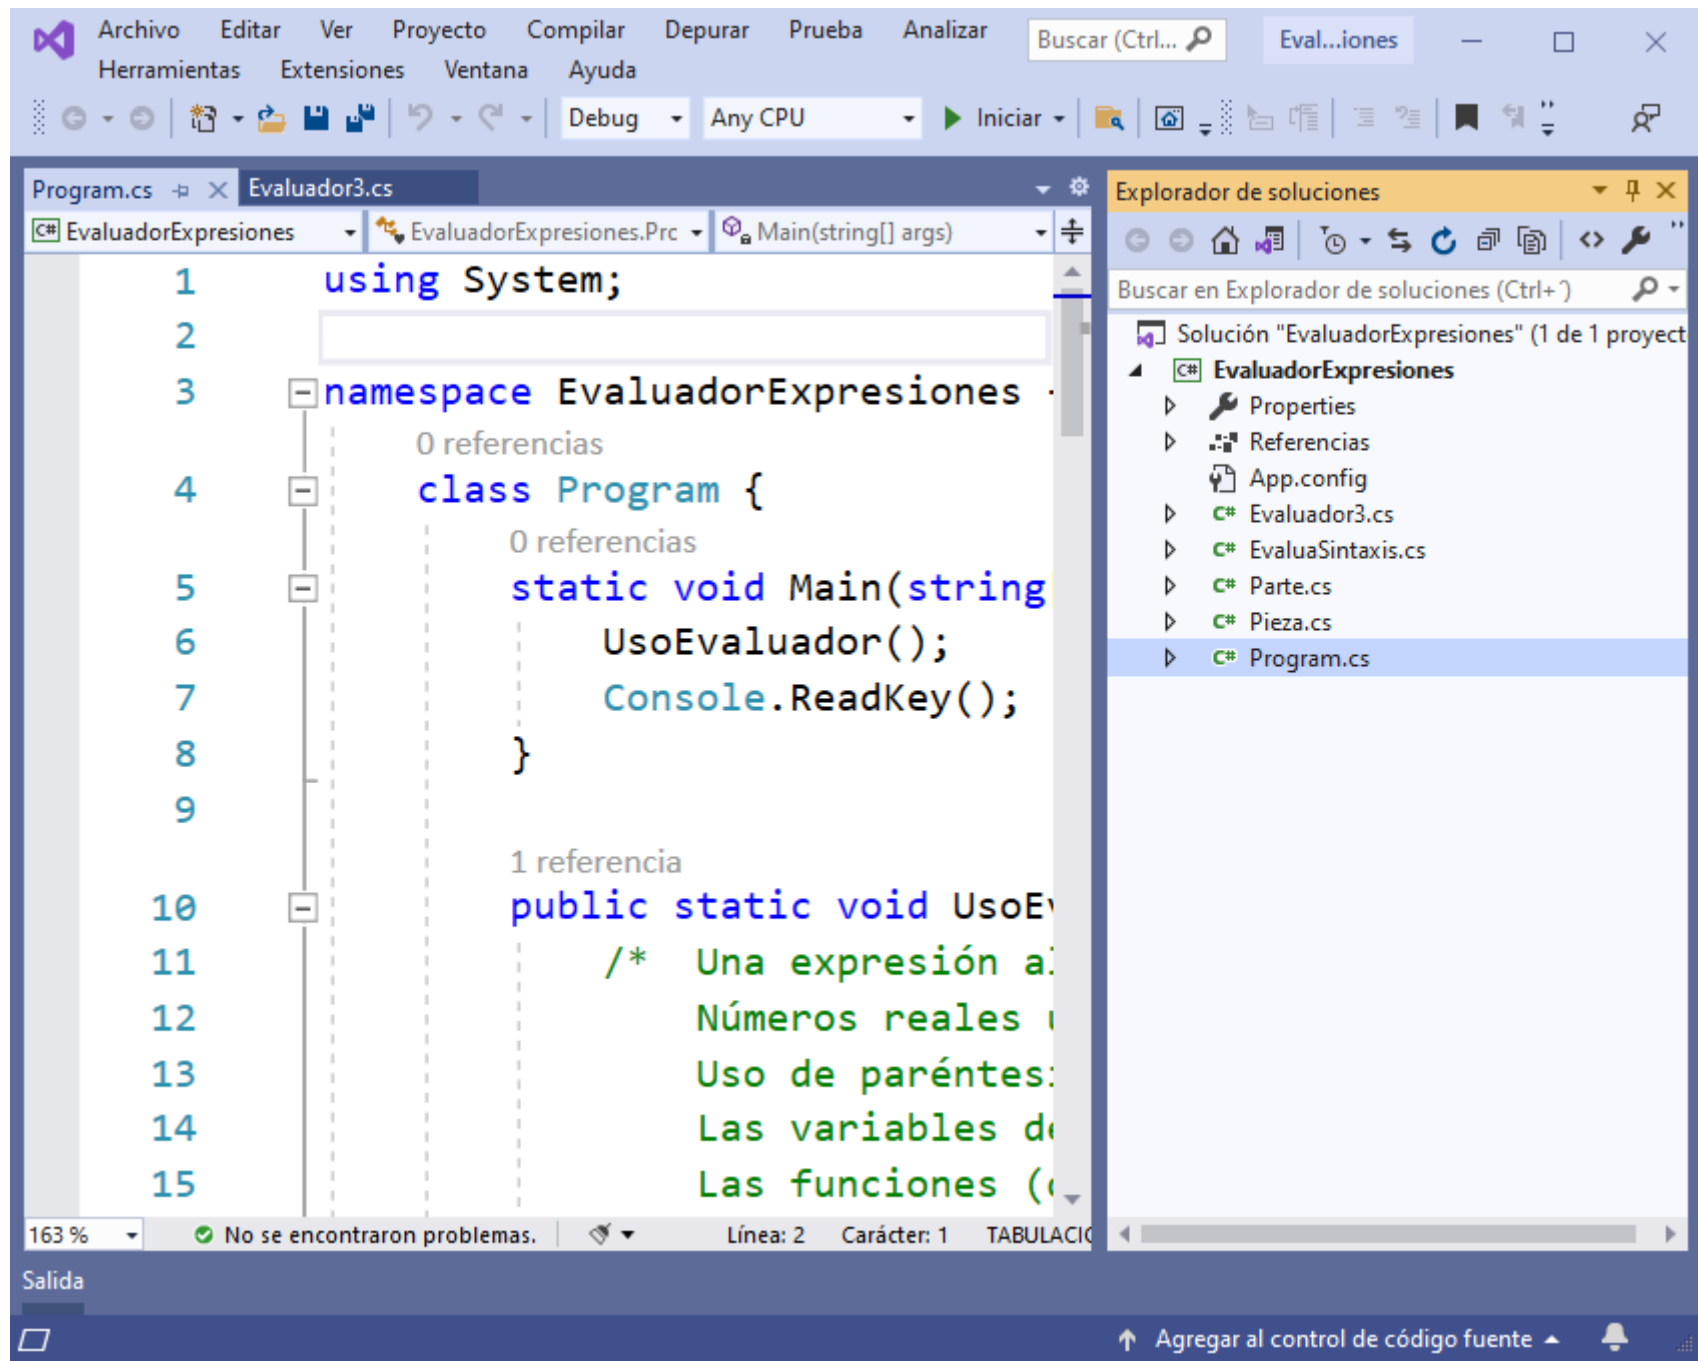 Archivo Editar Ver Proyecto Compilar Depurar Prueba Analizar Buscar (Ctrl... Eval...iones
Herramientas Extensiones Ventana Ayuda
Debug Any CPU Iniciar
Program.cs Evaluador3.cs
C# EvaluadorExpresiones EvaluadorExpresiones.Prc Main(string[] args)
1 using System;
2
3 namespace EvaluadorExpresiones
0 referencias
4 class Program {
0 referencias
5 static void Main(string
6 UsoEvaluador();
7 Console.ReadKey();
8 }
9
1 referencia
10 public static void UsoE
11 /* Una expresión a
12 Números reales
13 Uso de paréntes
14 Las variables de
15 Las funciones (
163 % No se encontraron problemas. Línea: 2 Carácter: 1 TABULACIO
Explorador de soluciones
Buscar en Explorador de soluciones (Ctrl+´)
Solución "EvaluadorExpresiones" (1 de 1 proyect
C# EvaluadorExpresiones
Properties
Referencias
App.config
C# Evaluador3.cs
C# EvaluaSintaxis.cs
C# Parte.cs
C# Pieza.cs
C# Program.cs
Salida
Agregar al control de código fuente